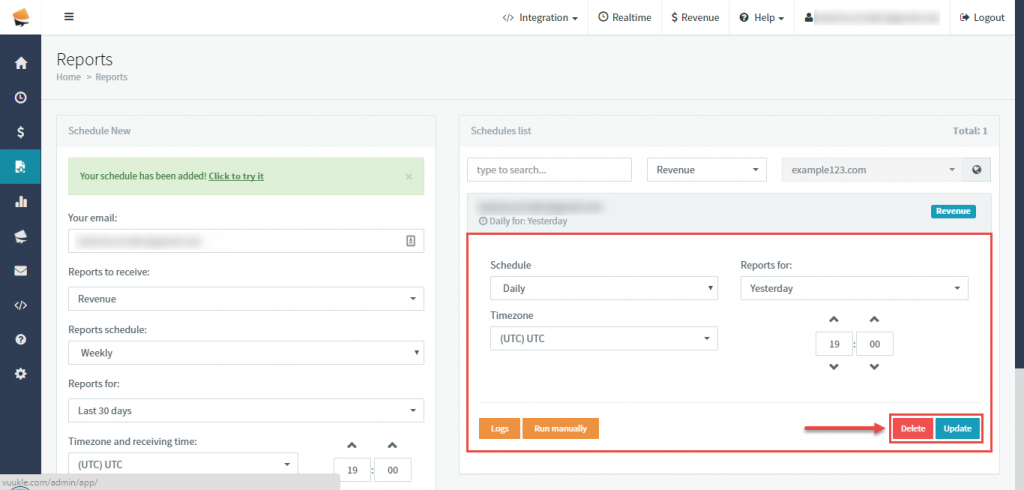 Integration
Realtime
$ Revenue
Help
Logout
Reports
Home > Reports
Schedule New
Your schedule has been added! Click to try it ×
Your email:
Reports to receive:
Revenue
Reports schedule:
Weekly
Reports for:
Last 30 days
Timezone and receiving time:
(UTC) UTC
19 : 00
vuukle.com/admin/app/
Schedules list
Total: 1
type to search...
Revenue
example123.com
Revenue
Daily for: Yesterday
Schedule
Daily
Reports for:
Yesterday
Timezone
(UTC) UTC
19 : 00
Logs
Run manually
Delete
Update